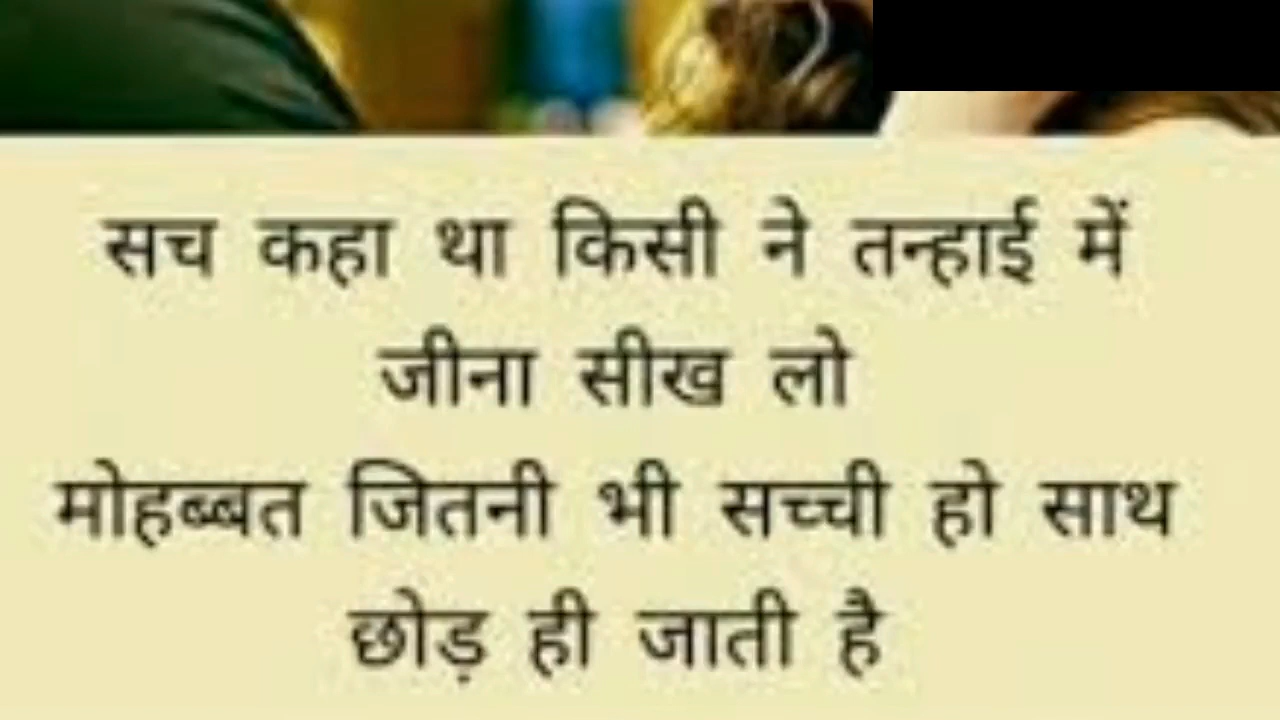 सच कहा था किसी ने तन्हाई में
जीना सीख लो
मोहब्बत जितनी भी सच्ची हो साथ
छोड़ ही जाती है